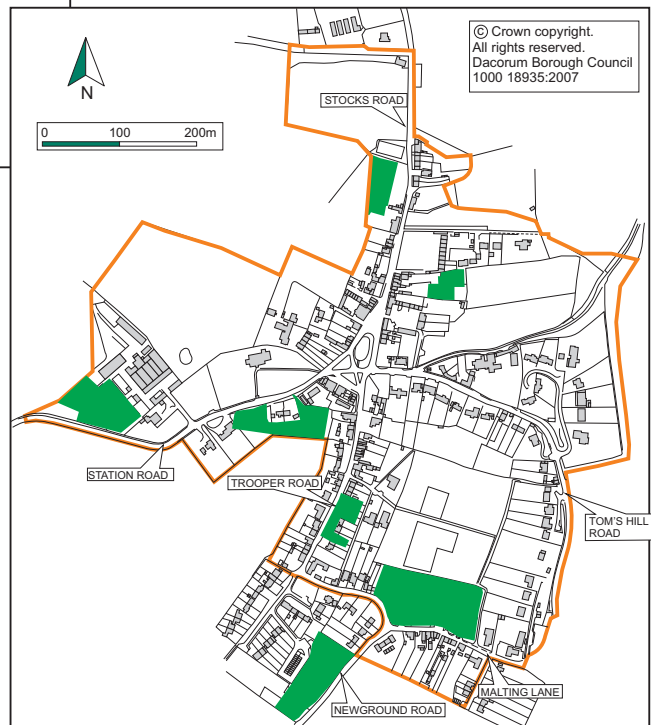 © Crown copyright.
All rights reserved.
Dacorum Borough Council
1000 18935:2007
N
0 100 200m
STOCKS ROAD
STATION ROAD
TROOPER ROAD
TOM'S HILL
ROAD
MALTING LANE
NEWGROUND ROAD